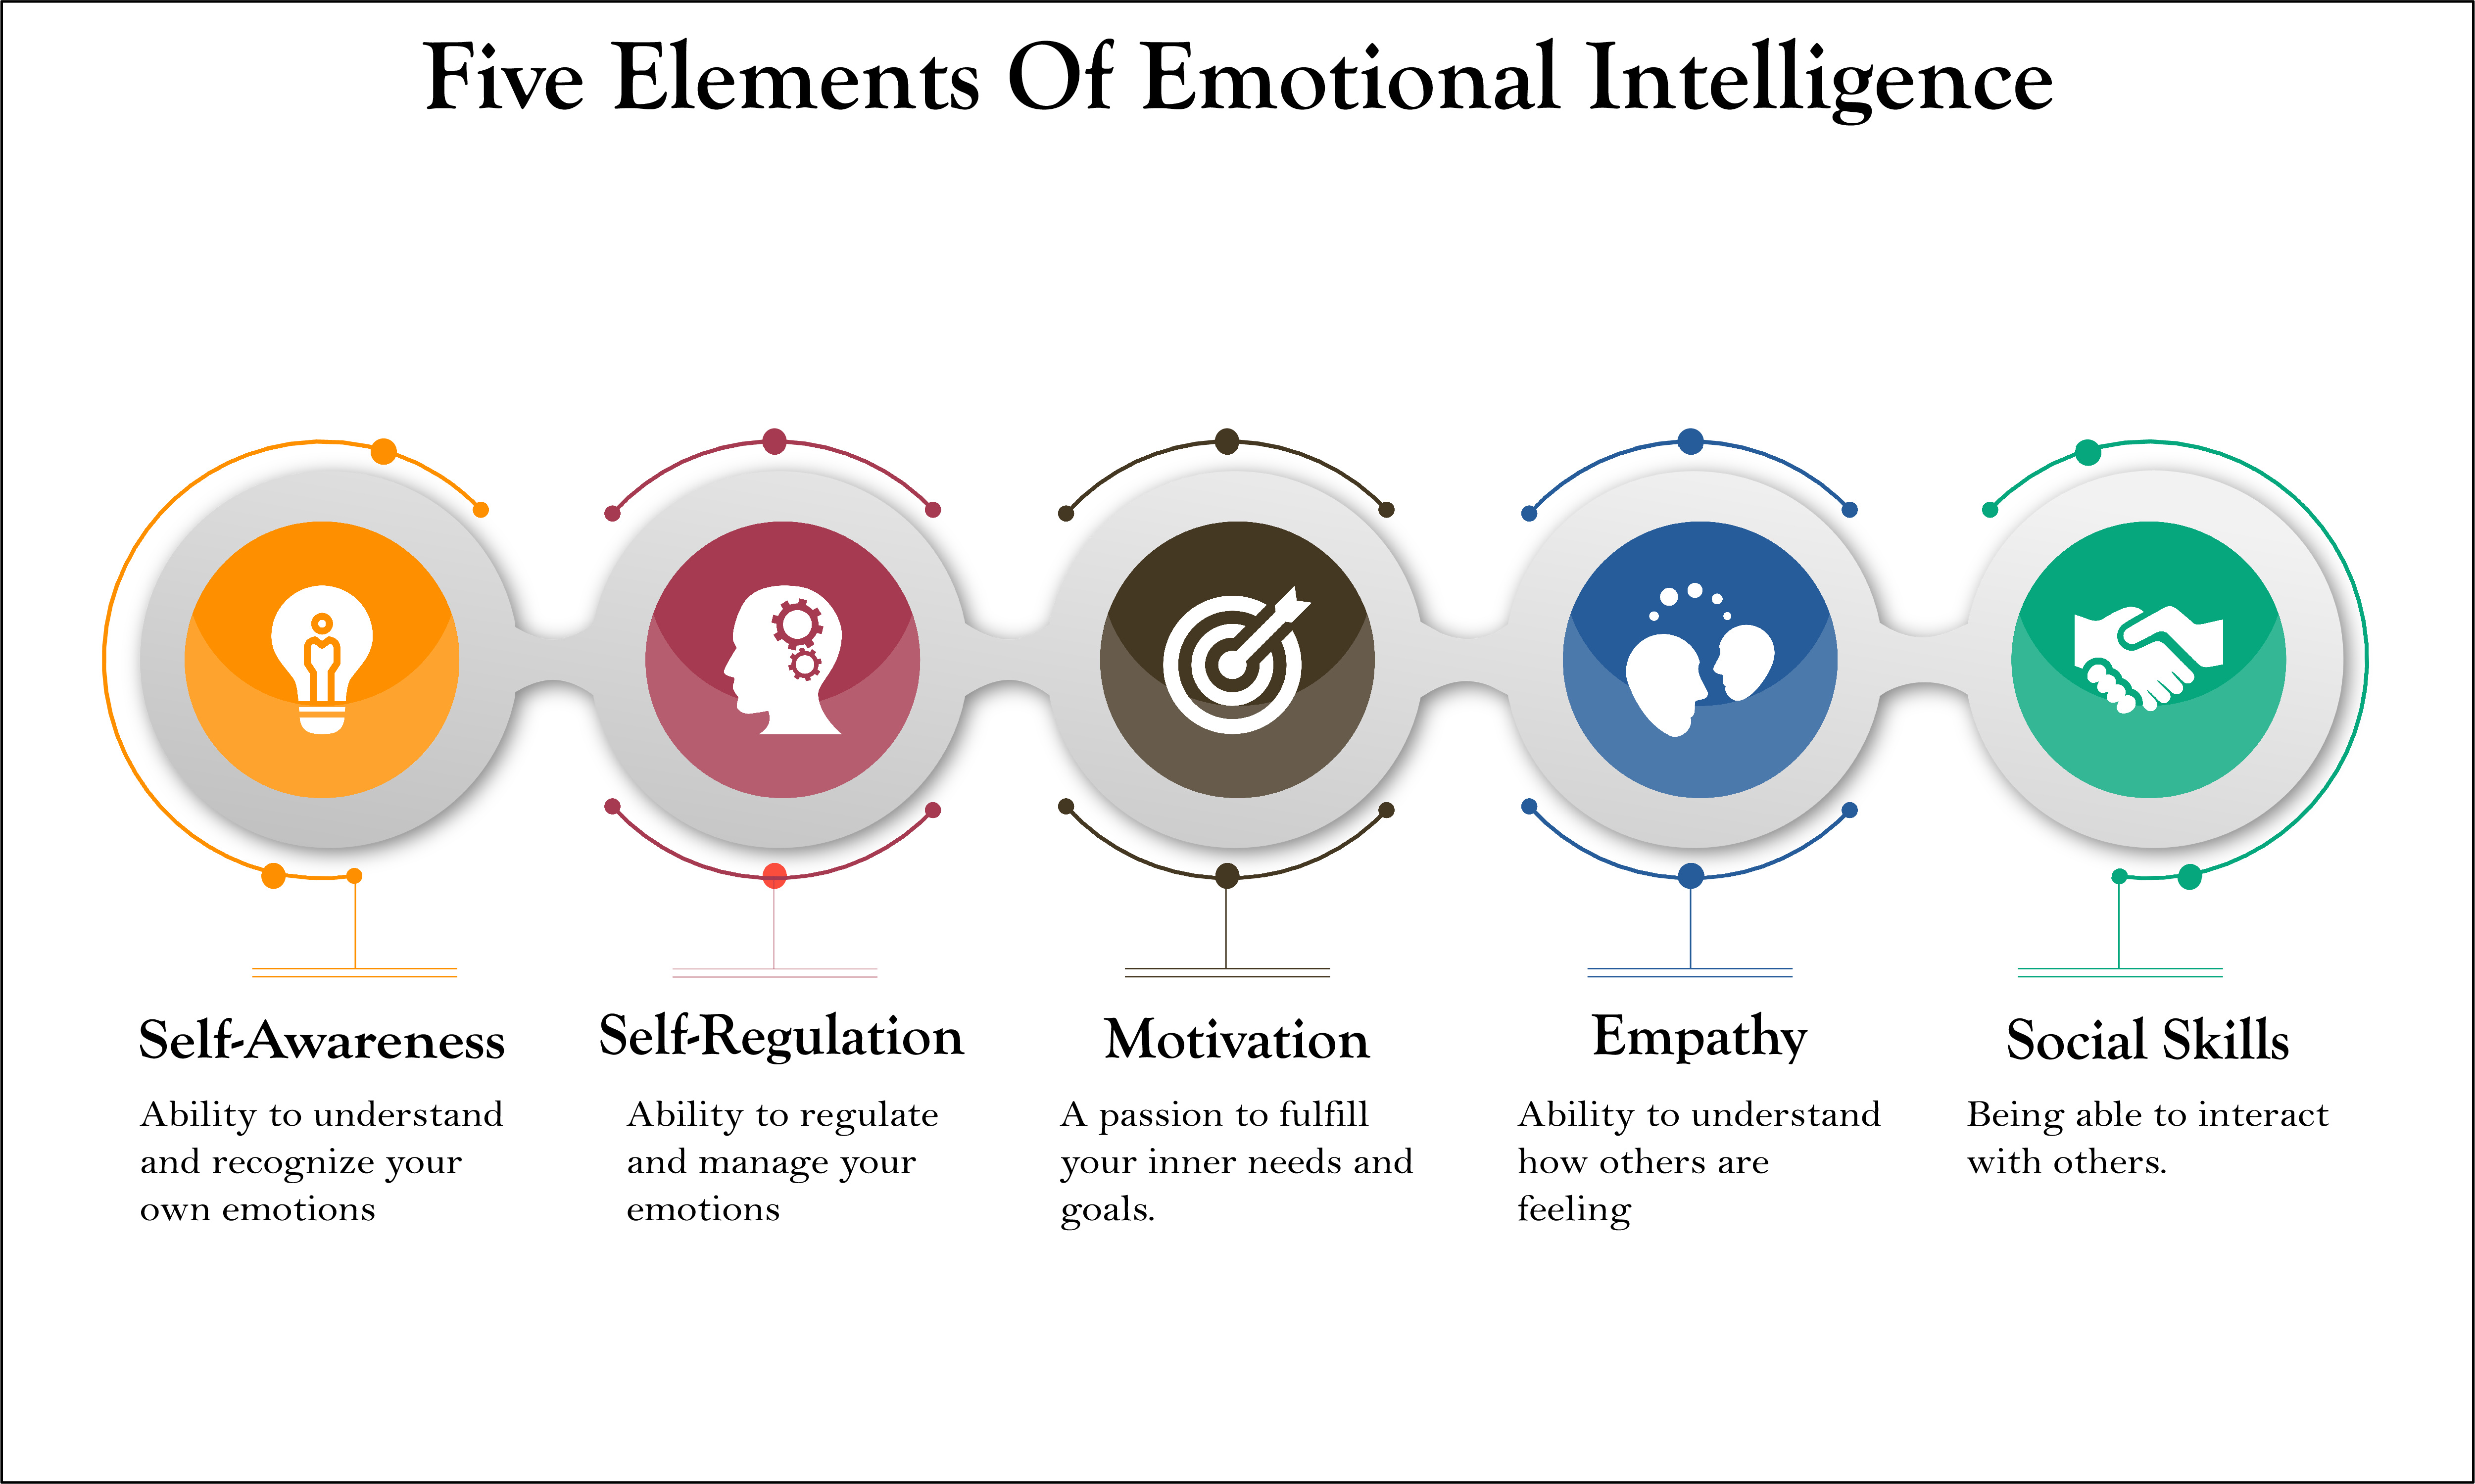 Five Elements Of Emotional Intelligence
Self-Awareness
Ability to understand
and recognize your
own emotions
Self-Regulation
Ability to regulate
and manage your
emotions
Motivation
A passion to fulfill
your inner needs and
goals.
Empathy
Ability to understand
how others are
feeling
Social Skills
Being able to interact
with others.